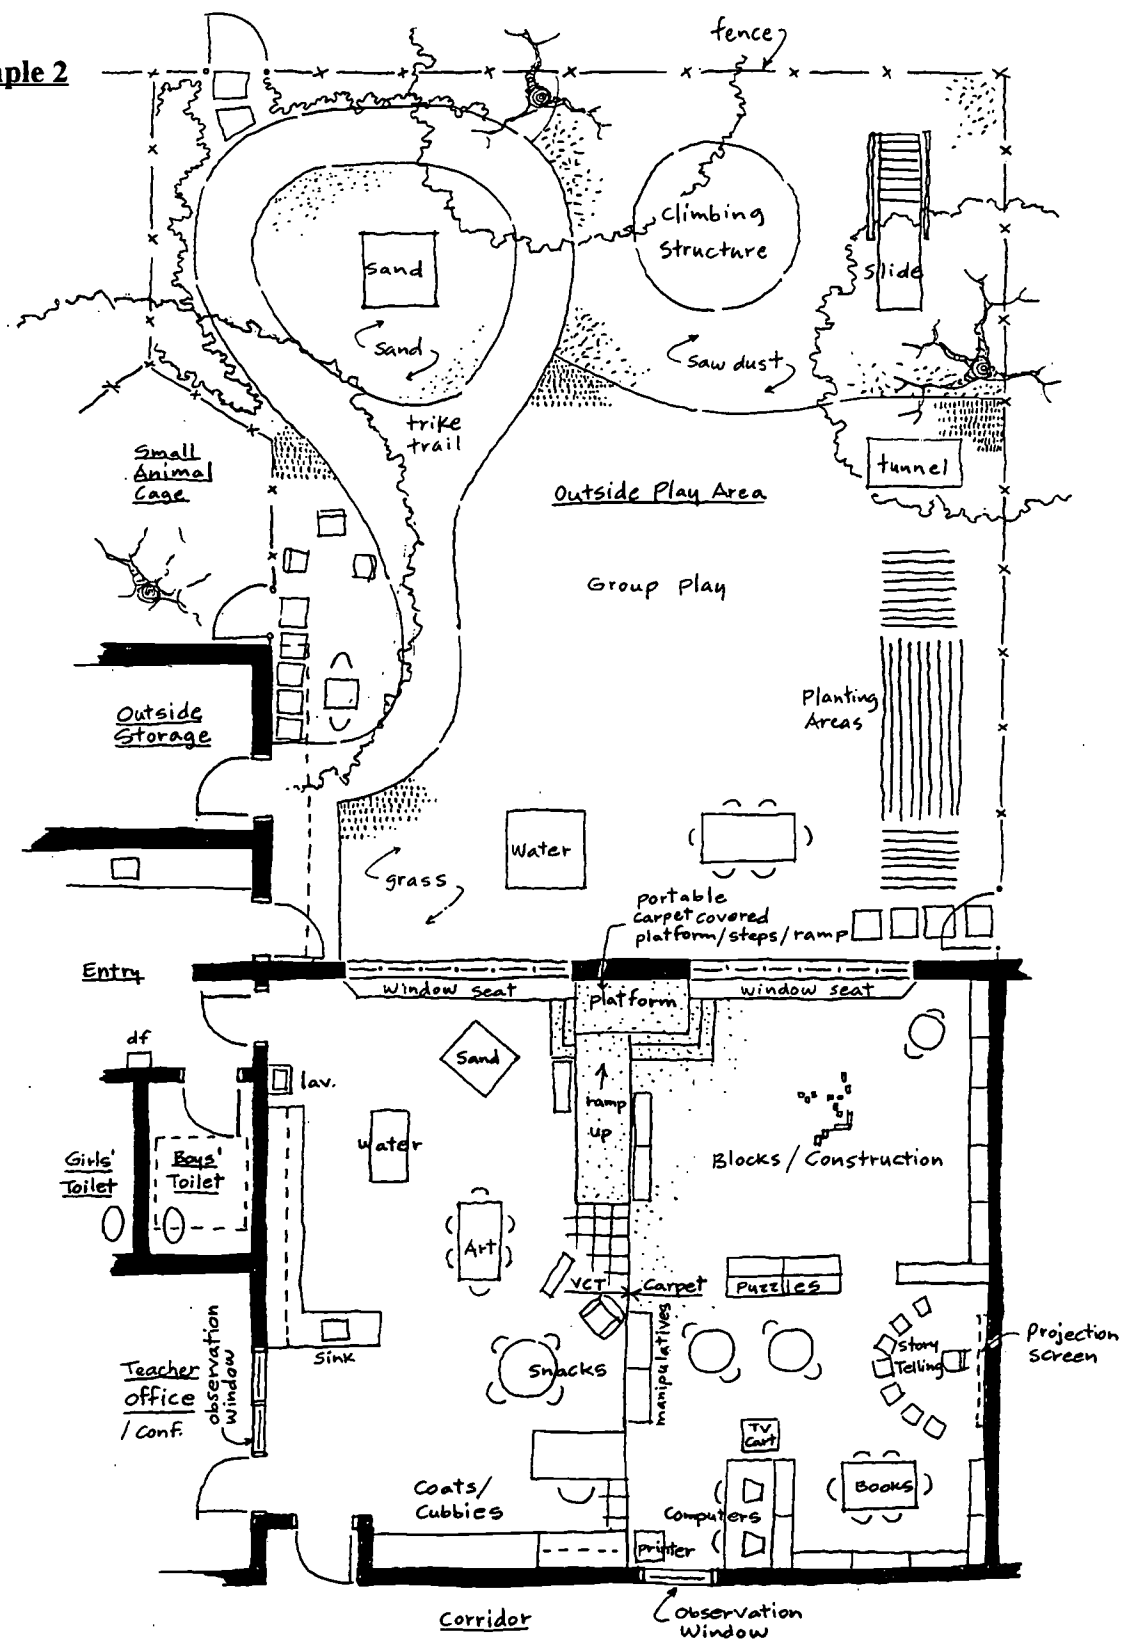 ple 2
fence
Climbing
Structure
Slide
Sand
sand
saw dust
trike
trail
Small
Animal
Cage
tunnel
Outside Play Area
Group Play
Planting
Areas
Outside
Storage
Water
grass
portable
carpet covered
platform/steps/ramp
Entry
window seat
platform
window seat
df
Sand
lav.
ramp
up
water
Girls'
Toilet
Boys'
Toilet
Blocks/Construction
Art
VCT
Carpet
Puzzles
observation
window
manipulatives
Story
Telling
Projection
Screen
Sink
Snacks
Teacher
office
/conf.
TV
Cart
Coats/
Cubbies
Computers
Books
printer
Corridor
Observation
Window